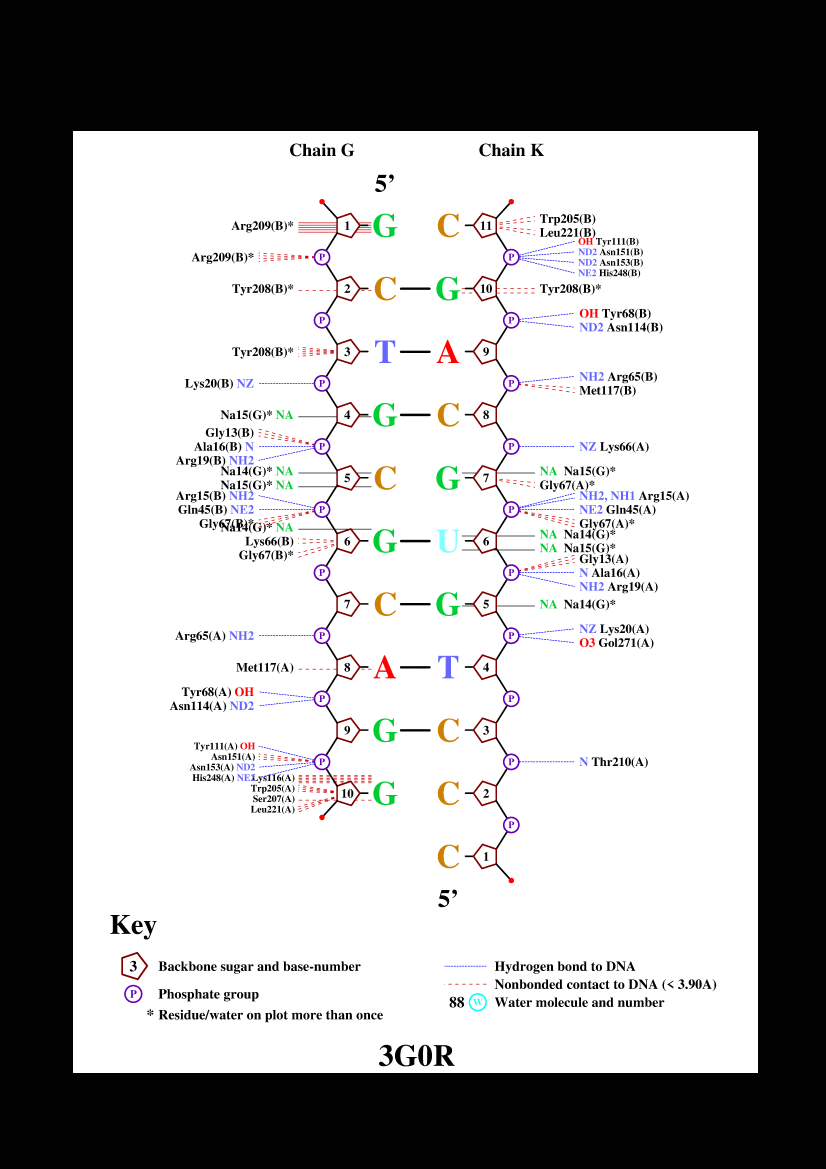 Chain G Chain K
5’
Arg209(B)* 1 G C 11 Trp205(B)
Leu221(B)
OH Tyr111(B)
ND2 Asn151(B)
Arg209(B)* P P
ND2 Asn153(B)
NE2 His248(B)
Tyr208(B)* 2 C G 10 Tyr208(B)*
OH Tyr68(B)
P P
ND2 Asn114(B)
Tyr208(B)* 3 T A 9
NH2 Arg65(B)
Lys20(B) NZ P P
Met117(B)
Na15(G)* NA 4 G C 8
Gly13(B)
Ala16(B) N P P NZ Lys66(A)
Arg19(B) NH2
Na14(G)* NA NA Na15(G)*
5 C G 7
Na15(G)* NA Gly67(A)*
Arg15(B) NH2 NH2, NH1 Arg15(A)
Gln45(B) NE2 P P NE2 Gln45(A)
Gly67(B)* Gly67(A)*
Na14(G)* NA NA Na14(G)*
Lys66(B) 6 G U 6
NA Na15(G)*
Gly67(B)* Gly13(A)
P P N Ala16(A)
NH2 Arg19(A)
7 C G 5 NA Na14(G)*
NZ Lys20(A)
Arg65(A) NH2 P P
O3 Gol271(A)
Met117(A) 8 A T 4
Tyr68(A) OH
P P
Asn114(A) ND2
9 G C 3
Tyr111(A) OH
Asn151(A) P P N Thr210(A)
Asn153(A) ND2
His248(A) NE2 Lys116(A)
Trp205(A)
10 G C 2
Ser207(A)
Leu221(A)
P
C 1
5’
Key
3 Backbone sugar and base-number Hydrogen bond to DNA
Nonbonded contact to DNA (< 3.90A)
P Phosphate group 88 W Water molecule and number
* Residue/water on plot more than once
3G0R